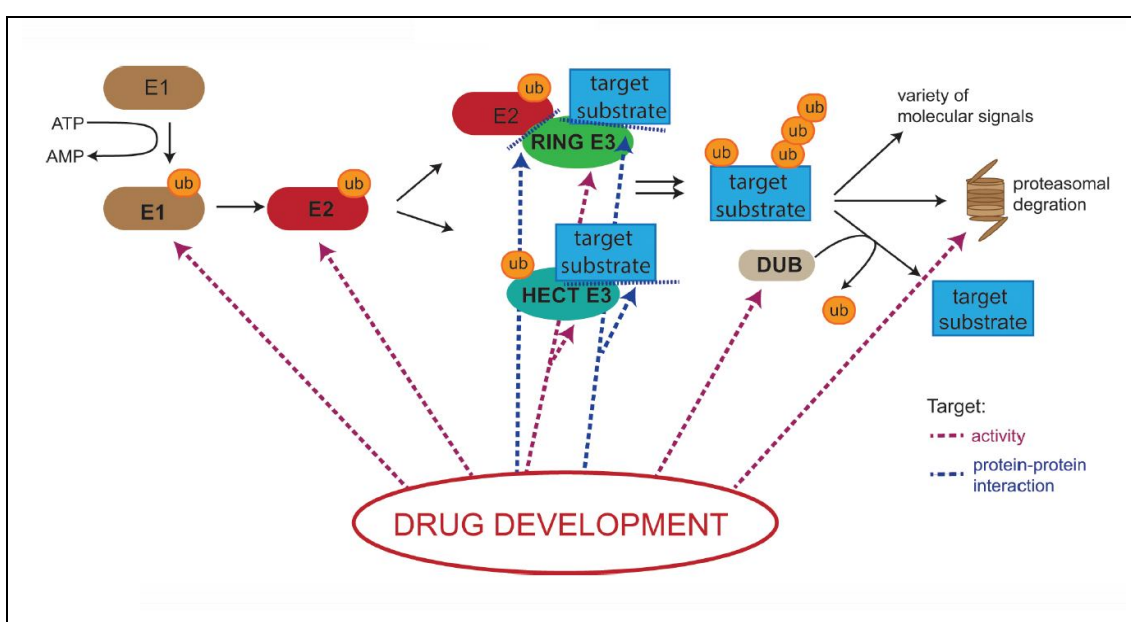 E1
ATP
AMP
ub
E1
ub
E2
ub
E2
target
substrate
RING E3
ub
target
substrate
HECT E3
ub
ub
ub
ub
target
substrate
DUB
ub
variety of
molecular signals
proteasomal
degration
target
substrate
Target:
activity
protein-protein
interaction
DRUG DEVELOPMENT